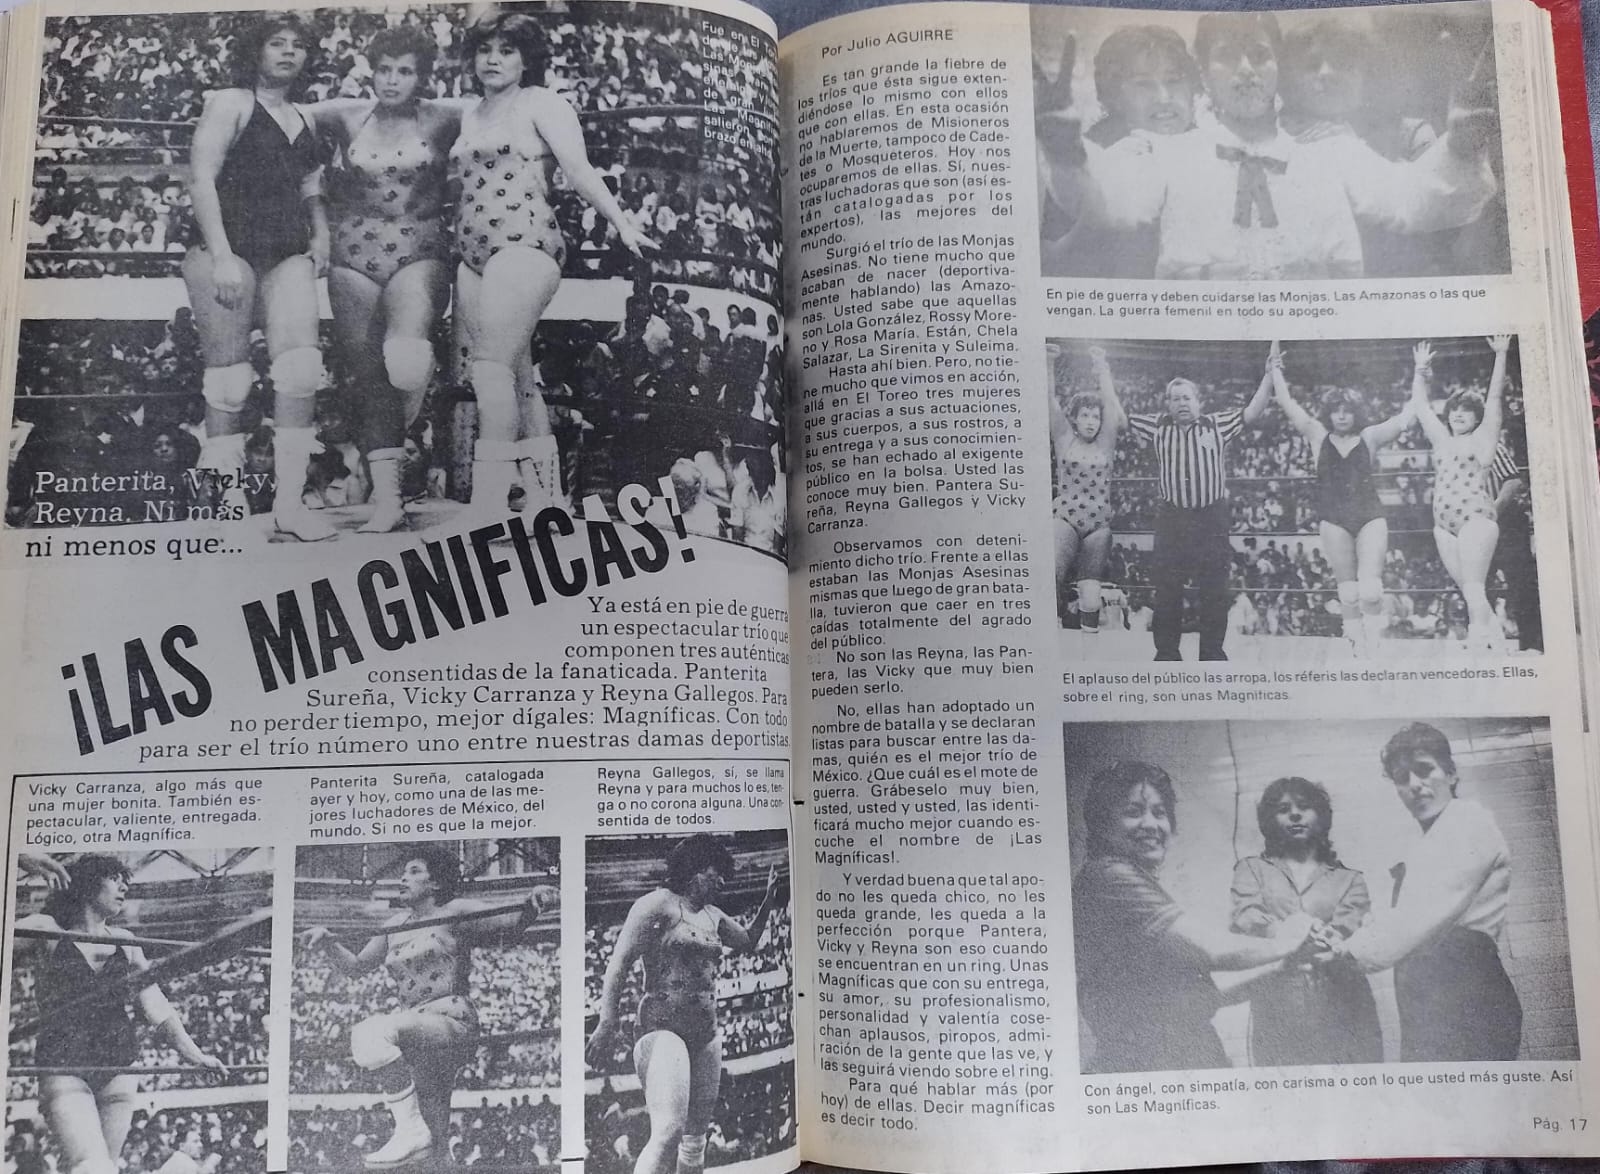 Fue en El
Las
salieron
brazo en
Panterita, Vicky,
Reyna. Ni más
ni menos que...
¡LAS MAGNIFICAS!
Ya está en pie de guerra
un espectacular trío que
componen tres auténticas
consentidas de la fanaticada. Panterita
Sureña, Vicky Carranza y Reyna Gallegos. Para
no perder tiempo, mejor dígales: Magníficas. Con todo
para ser el trío número uno entre nuestras damas deportistas.
Vicky Carranza, algo más que
una mujer bonita. También es-
pectacular, valiente, entregada.
Lógico, otra Magnífica.
Panterita Sureña, catalogada
ayer y hoy, como una de las me-
jores luchadores de México, del
mundo. Si no es que la mejor.
Reyna Gallegos, sí, se llama
Reyna y para muchos lo es, ten-
ga o no corona alguna. Una con-
sentida de todos.
Por Julio AGUIRRE
Es tan grande la fiebre de
los tríos que ésta sigue exten-
diéndose lo mismo con ellos
que con ellas. En esta ocasión
no hablaremos de Misioneros
de la Muerte, tampoco de Cade-
tes o Mosqueteros. Hoy nos
ocuparemos de ellas. Sí, nues-
tras luchadoras que son (así es-
tán catalogadas por los
expertos), las mejores del
mundo.
Surgió el trío de las Monjas
Asesinas. No tiene mucho que
acaban de nacer (deportiva-
mente hablando) las Amazo-
nas. Usted sabe que aquellas
son Lola González, Rossy More-
no y Rosa María. Están, Chela
Salazar, La Sirenita y Suleima.
Hasta ahí bien. Pero, no tie-
ne mucho que vimos en acción,
allá en El Toreo tres mujeres
que gracias a sus actuaciones,
a sus cuerpos, a sus rostros, a
su entrega y a sus conocimien-
tos, se han echado al exigente
público en la bolsa. Usted las
conoce muy bien. Pantera Su-
reña, Reyna Gallegos y Vicky
Carranza.
Observamos con deteni-
miento dicho trío. Frente a ellas
estaban las Monjas Asesinas
mismas que luego de gran bata-
lla, tuvieron que caer en tres
caídas totalmente del agrado
del público.
No son las Reyna, las Pan-
tera, las Vicky que muy bien
pueden serlo.
No, ellas han adoptado un
nombre de batalla y se declaran
listas para buscar entre las da-
mas, quién es el mejor trío de
México. ¿Que cuál es el mote de
guerra. Grábeselo muy bien,
usted, usted y usted, las identi-
ficará mucho mejor cuando es-
cuche el nombre de ¡Las
Magníficas!.
Y verdad buena que tal apo-
do no les queda chico, no les
queda grande, les queda a la
perfección porque Pantera,
Vicky y Reyna son eso cuando
se encuentran en un ring. Unas
Magníficas que con su entrega,
su amor, su profesionalismo,
personalidad y valentía cose-
chan aplausos, piropos, admi-
ración de la gente que las ve, y
las seguirá viendo sobre el ring.
Para qué hablar más (por
hoy) de ellas. Decir magníficas
es decir todo.
En pie de guerra y deben cuidarse las Monjas. Las Amazonas o las que
vengan. La guerra femenil en todo su apogeo.
El aplauso del público las arropa, los réferis las declaran vencedoras. Ellas,
sobre el ring, son unas Magníficas.
Con ángel, con simpatía, con carisma o con lo que usted más guste. Así
son Las Magníficas.
Pág. 17